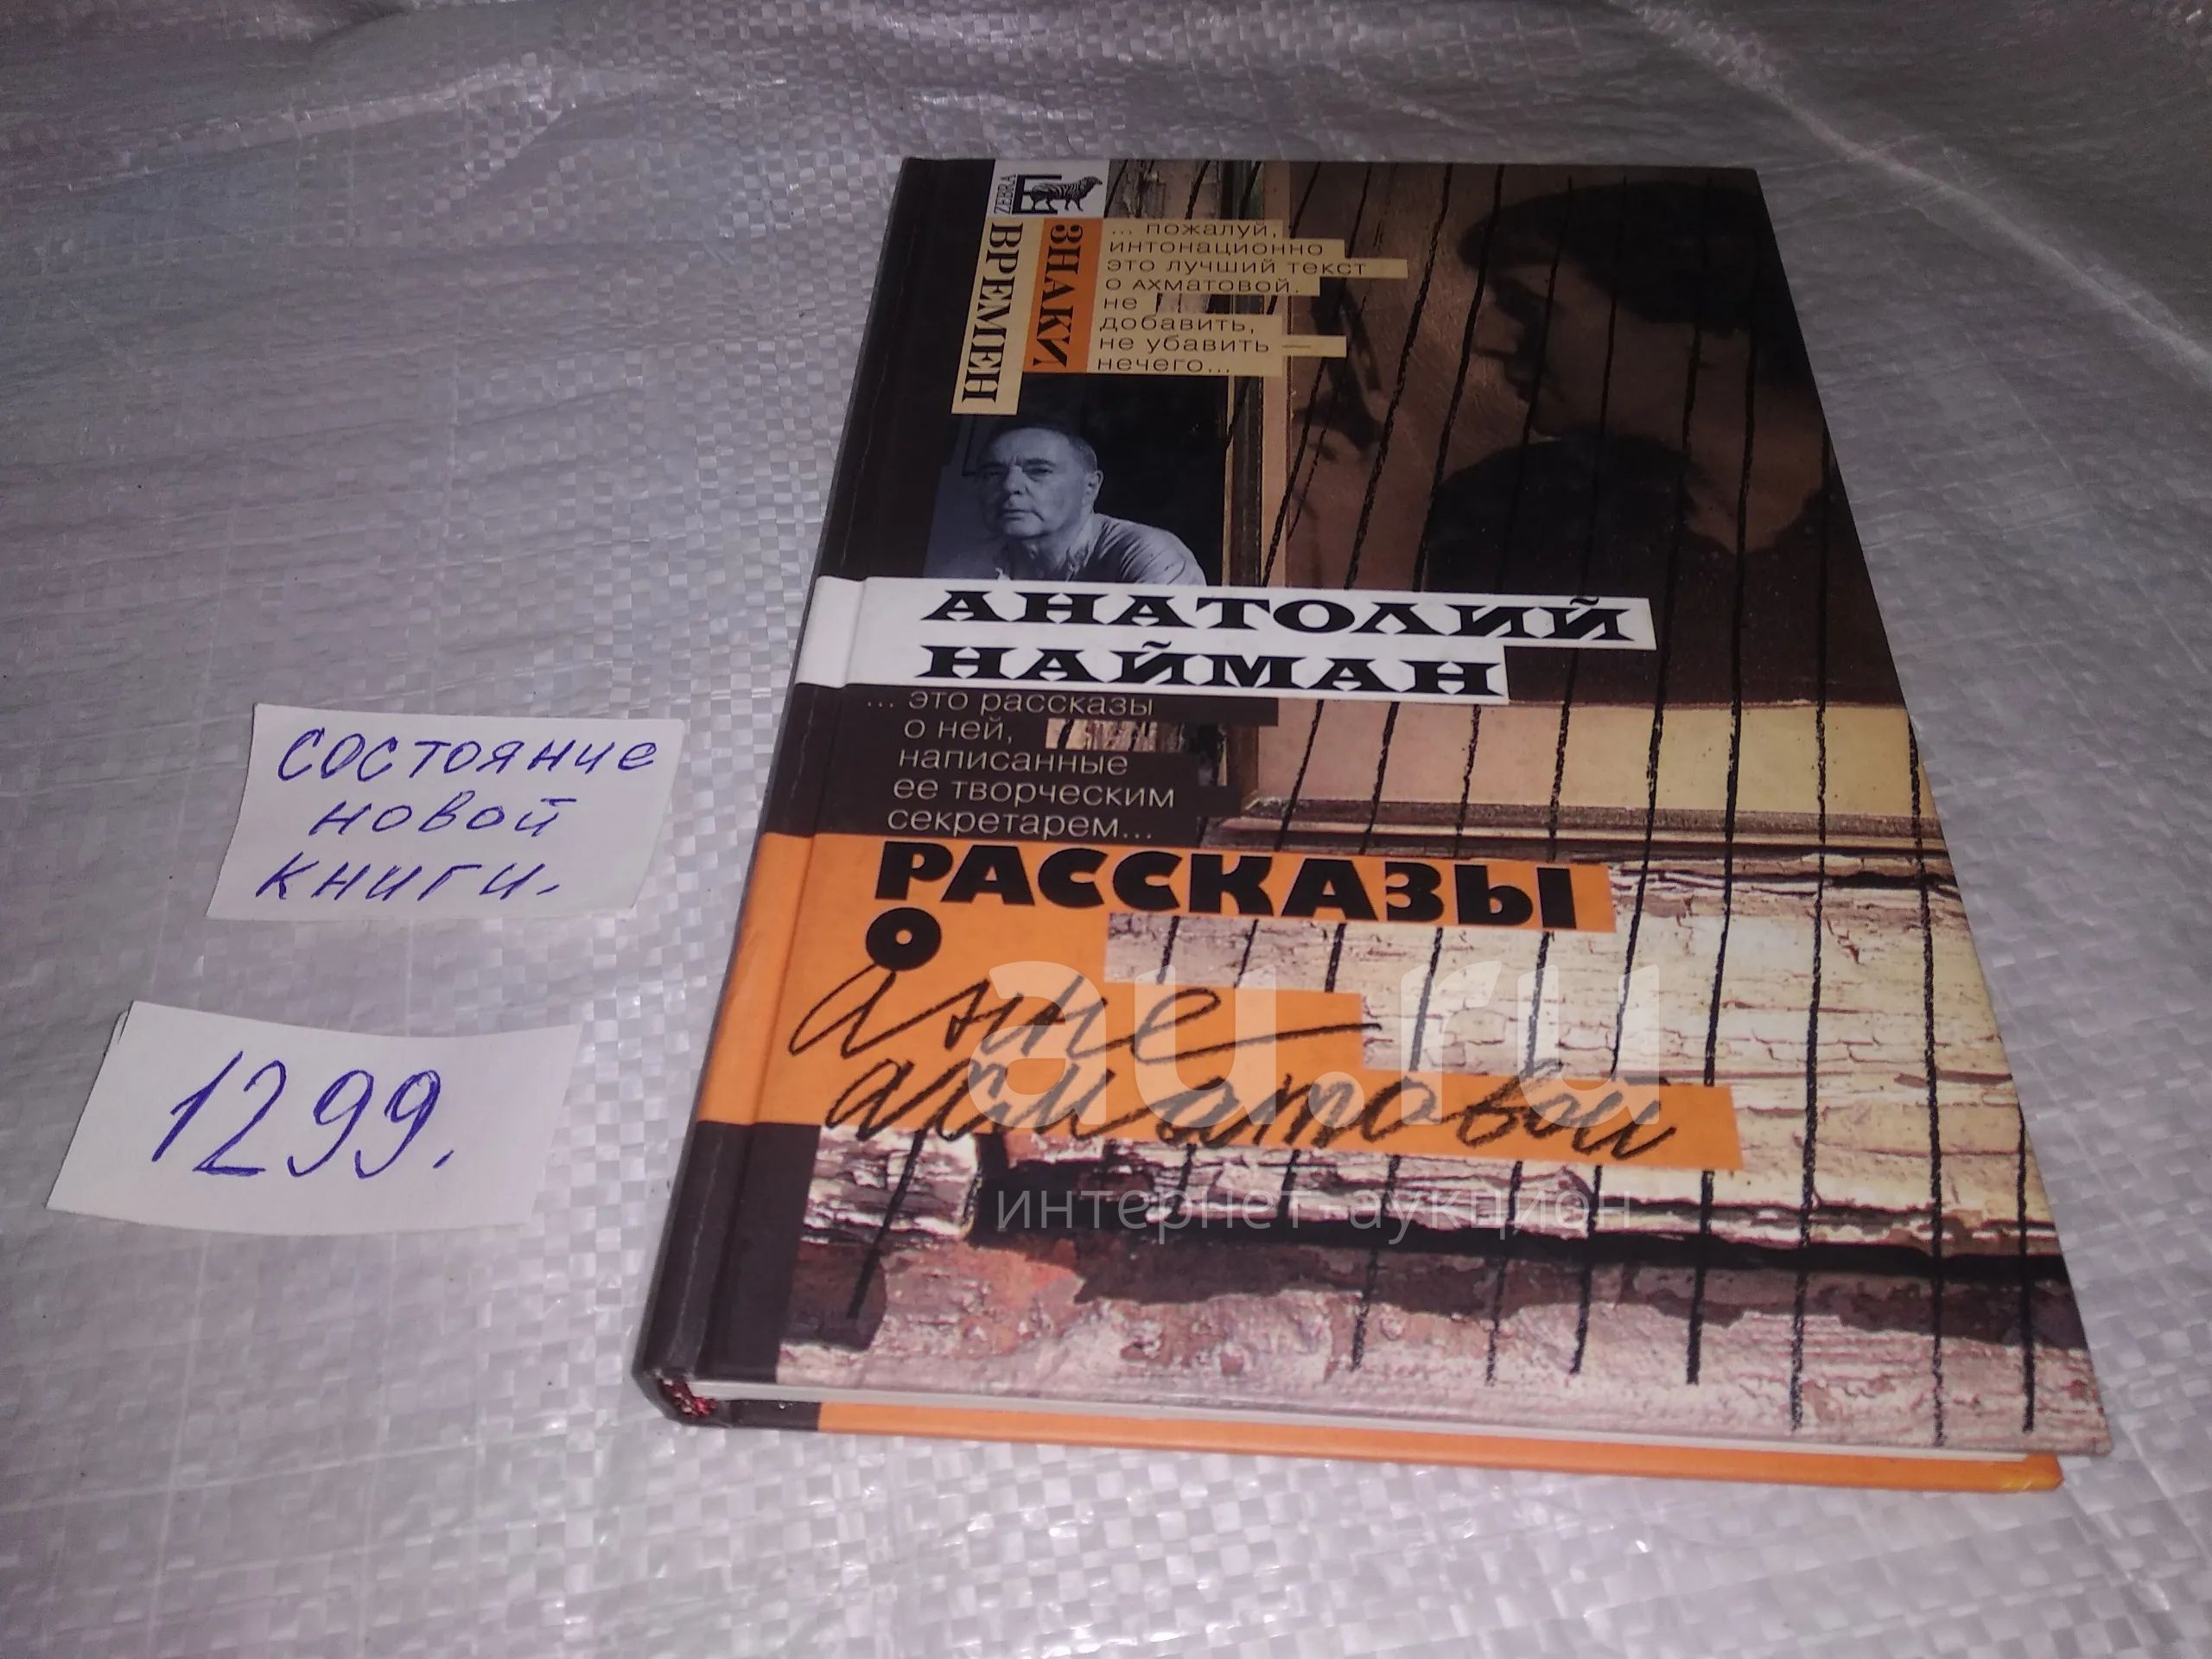 ZEBRA E
ЗНАКИ
ВРЕМЕН
... пожалуй,
интонационно
это лучший текст
о Ахматовой,
не
добавить,
не убавить —
нечего...
АНАТОЛИЙ
НАЙМАН
... это рассказы
о ней,
написанные
ее творческим
секретарем...
РАССКАЗЫ
О
Анне
Ахматовой
состояние
новой
книги.
1299.
au.ru
интернет-аукцион